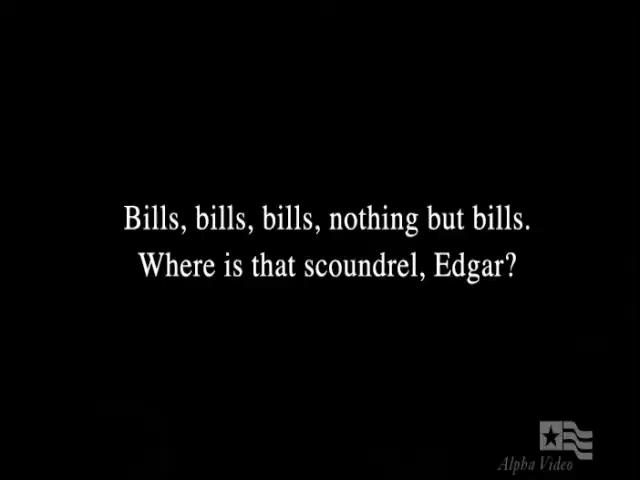 Bills, bills, bills, nothing but bills.
Where is that scoundrel, Edgar?
Alpha Video